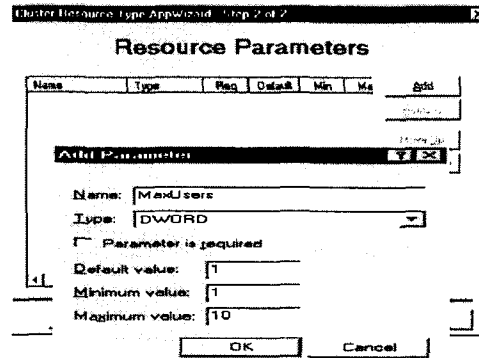 Cluster Resource Type AppWizard - Step 2 of 2
Resource Parameters
Name Type Req Default Min Ma Add
Add Parameter
Name: MaxUsers
Type: DWORD
Parameter is required
Default value: 1
Minimum value: 1
Maximum value: 10
OK Cancel